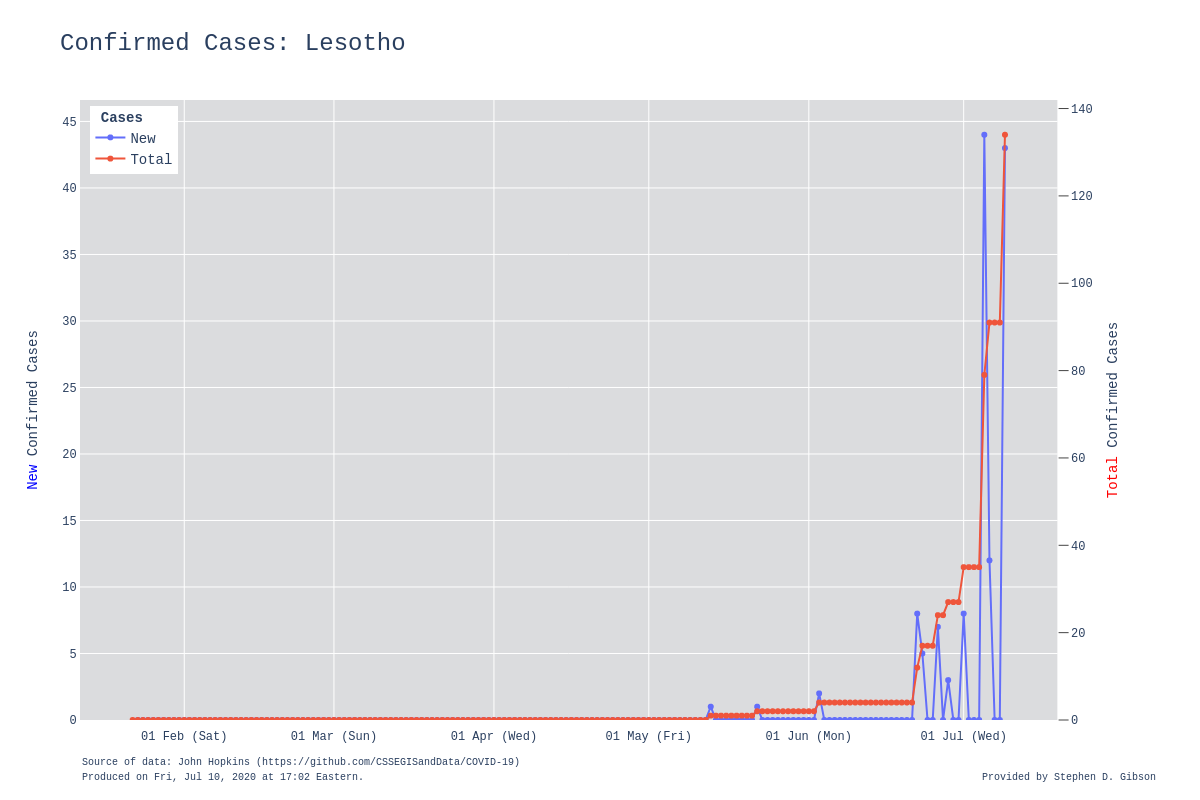 Confirmed Cases: Lesotho
Cases
New
Total
45
40
35
30
25
20
15
10
5
0
140
120
100
80
60
40
20
0
New Confirmed Cases
Total Confirmed Cases
01 Feb (Sat)
01 Mar (Sun)
01 Apr (Wed)
01 May (Fri)
01 Jun (Mon)
01 Jul (Wed)
Source of data: John Hopkins (https://github.com/CSSEGISandData/COVID-19)
Produced on Fri, Jul 10, 2020 at 17:02 Eastern.
Provided by Stephen D. Gibson